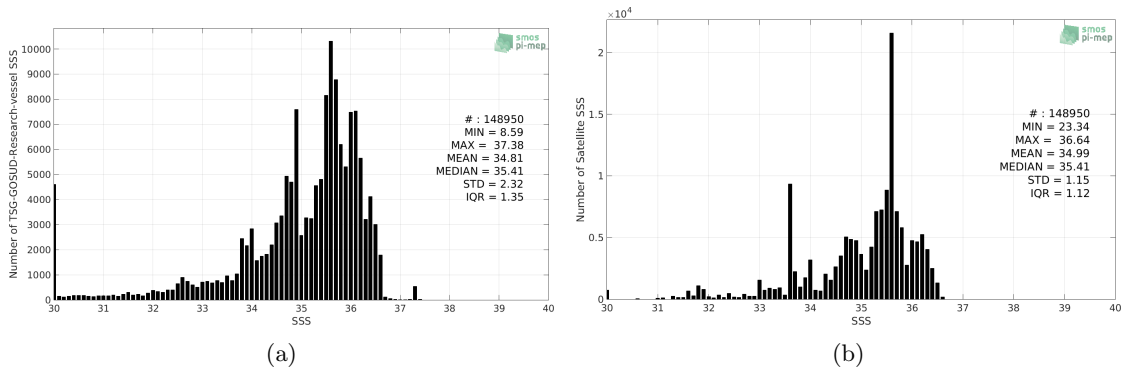 smos
pi-mep
Number of TSG-GOSUD-Research-vessel SSS
10000
9000
8000
7000
6000
5000
4000
3000
2000
1000
0
# : 148950
MIN = 8.59
MAX = 37.38
MEAN = 34.81
MEDIAN = 35.41
STD = 2.32
IQR = 1.35
30 31 32 33 34 35 36 37 38 39 40
SSS
(a)
×10⁴
smos
pi-mep
Number of Satellite SSS
2
1.5
1
0.5
0
# : 148950
MIN = 23.34
MAX = 36.64
MEAN = 34.99
MEDIAN = 35.41
STD = 1.15
IQR = 1.12
30 31 32 33 34 35 36 37 38 39 40
SSS
(b)